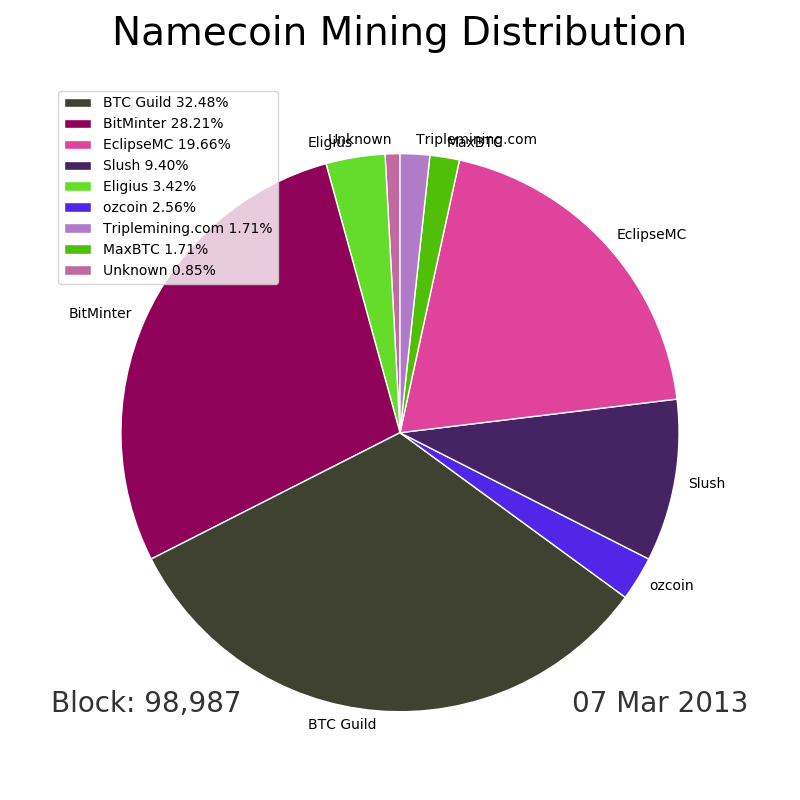 Namecoin Mining Distribution
BTC Guild 32.48%
BitMinter 28.21%
EclipseMC 19.66%
Slush 9.40%
Eligius 3.42%
ozcoin 2.56%
Triplemining.com 1.71%
MaxBTC 1.71%
Unknown 0.85%
Eligius
Unknown
Triplemining.com
MaxBTC
EclipseMC
BitMinter
Slush
ozcoin
BTC Guild
Block: 98,987
07 Mar 2013